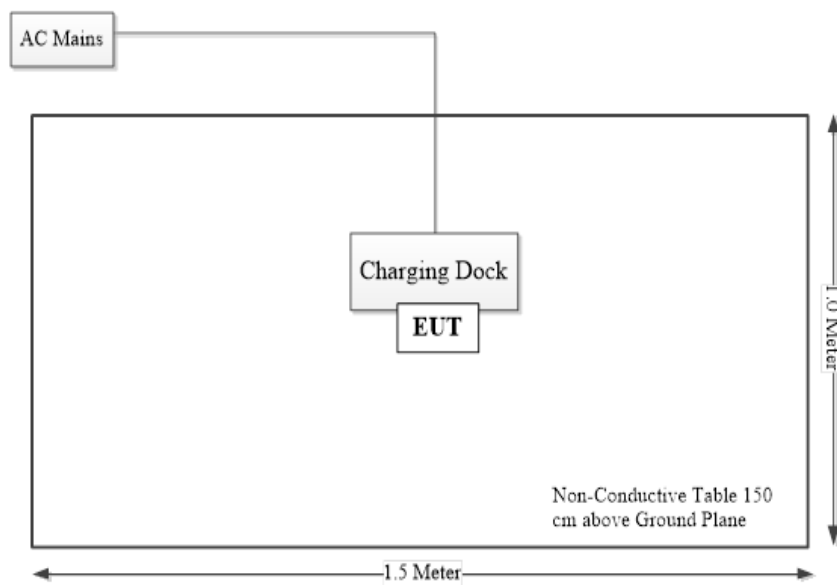 AC Mains
Charging Dock
EUT
1.0 Meter
Non-Conductive Table 150
cm above Ground Plane
1.5 Meter